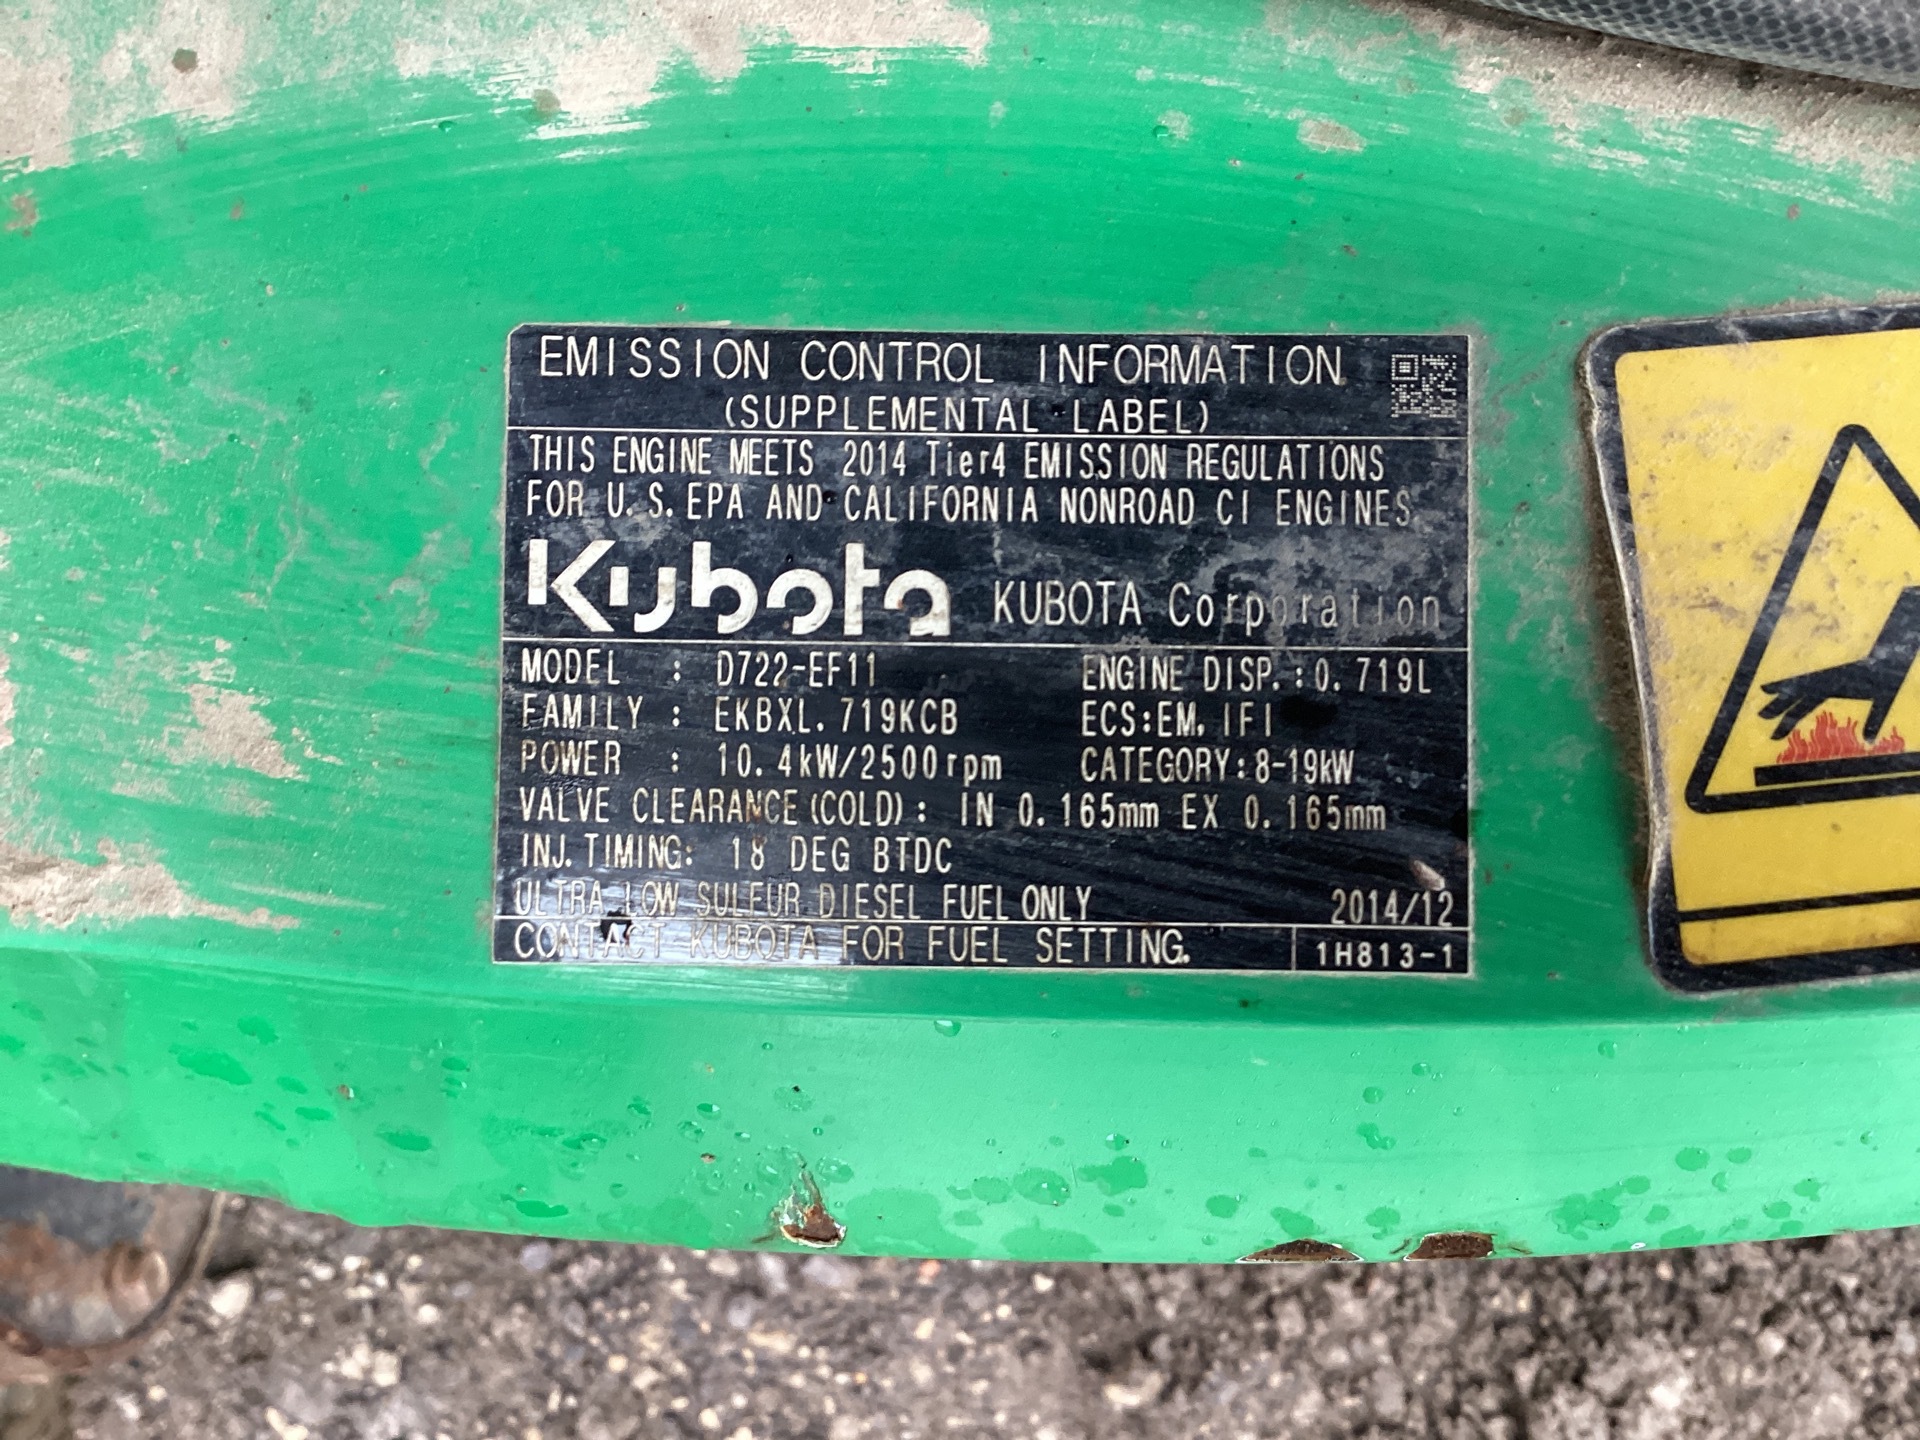 EMISSION CONTROL INFORMATION
(SUPPLEMENTAL LABEL)
THIS ENGINE MEETS 2014 Tier4 EMISSION REGULATIONS
FOR U.S. EPA AND CALIFORNIA NONROAD CI ENGINES.
Kubota KUBOTA Corporation
MODEL : D722-EF11 ENGINE DISP.:0.719L
FAMILY : EKBXL.719KCB ECS:EM, IFI
POWER : 10.4kW/2500rpm CATEGORY:8-19kW
VALVE CLEARANCE(COLD): IN 0.165mm EX 0.165mm
INJ.TIMING: 18 DEG BTDC
ULTRA LOW SULFUR DIESEL FUEL ONLY 2014/12
CONTACT KUBOTA FOR FUEL SETTING. 1H813-1